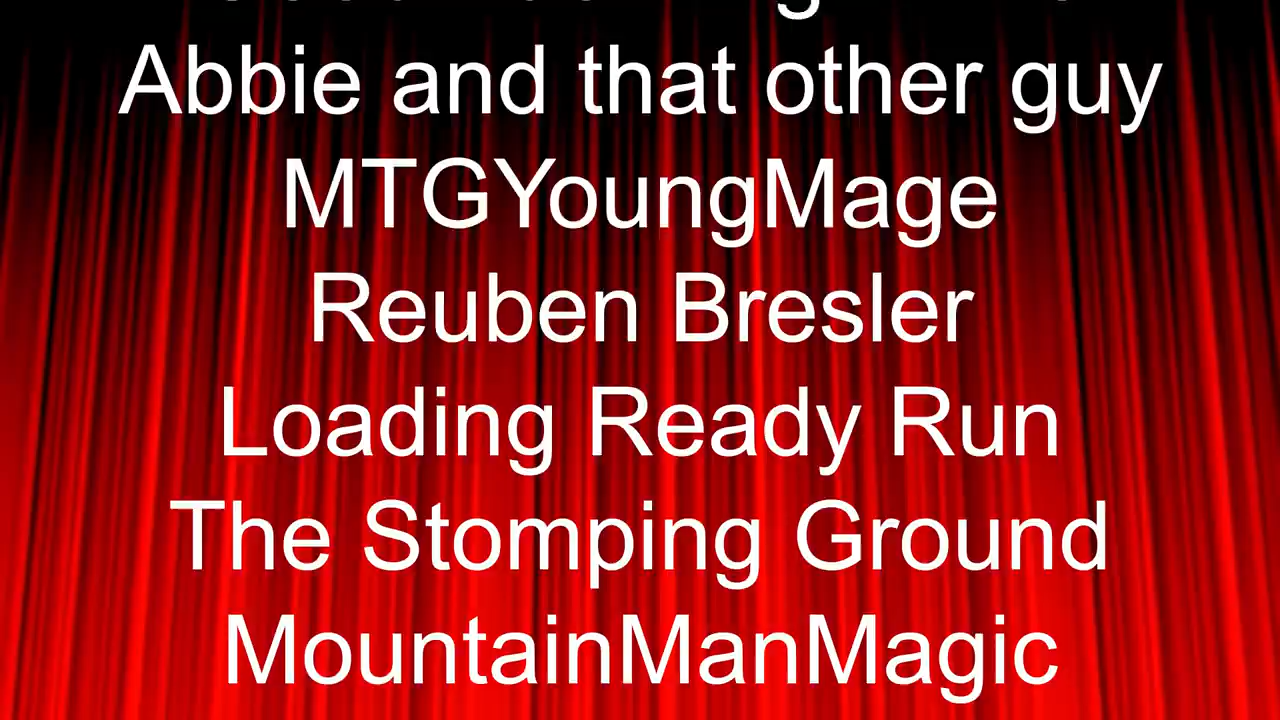 Abbie and that other guy
MTGYoungMage
Reuben Bresler
Loading Ready Run
The Stomping Ground
MountainManMagic